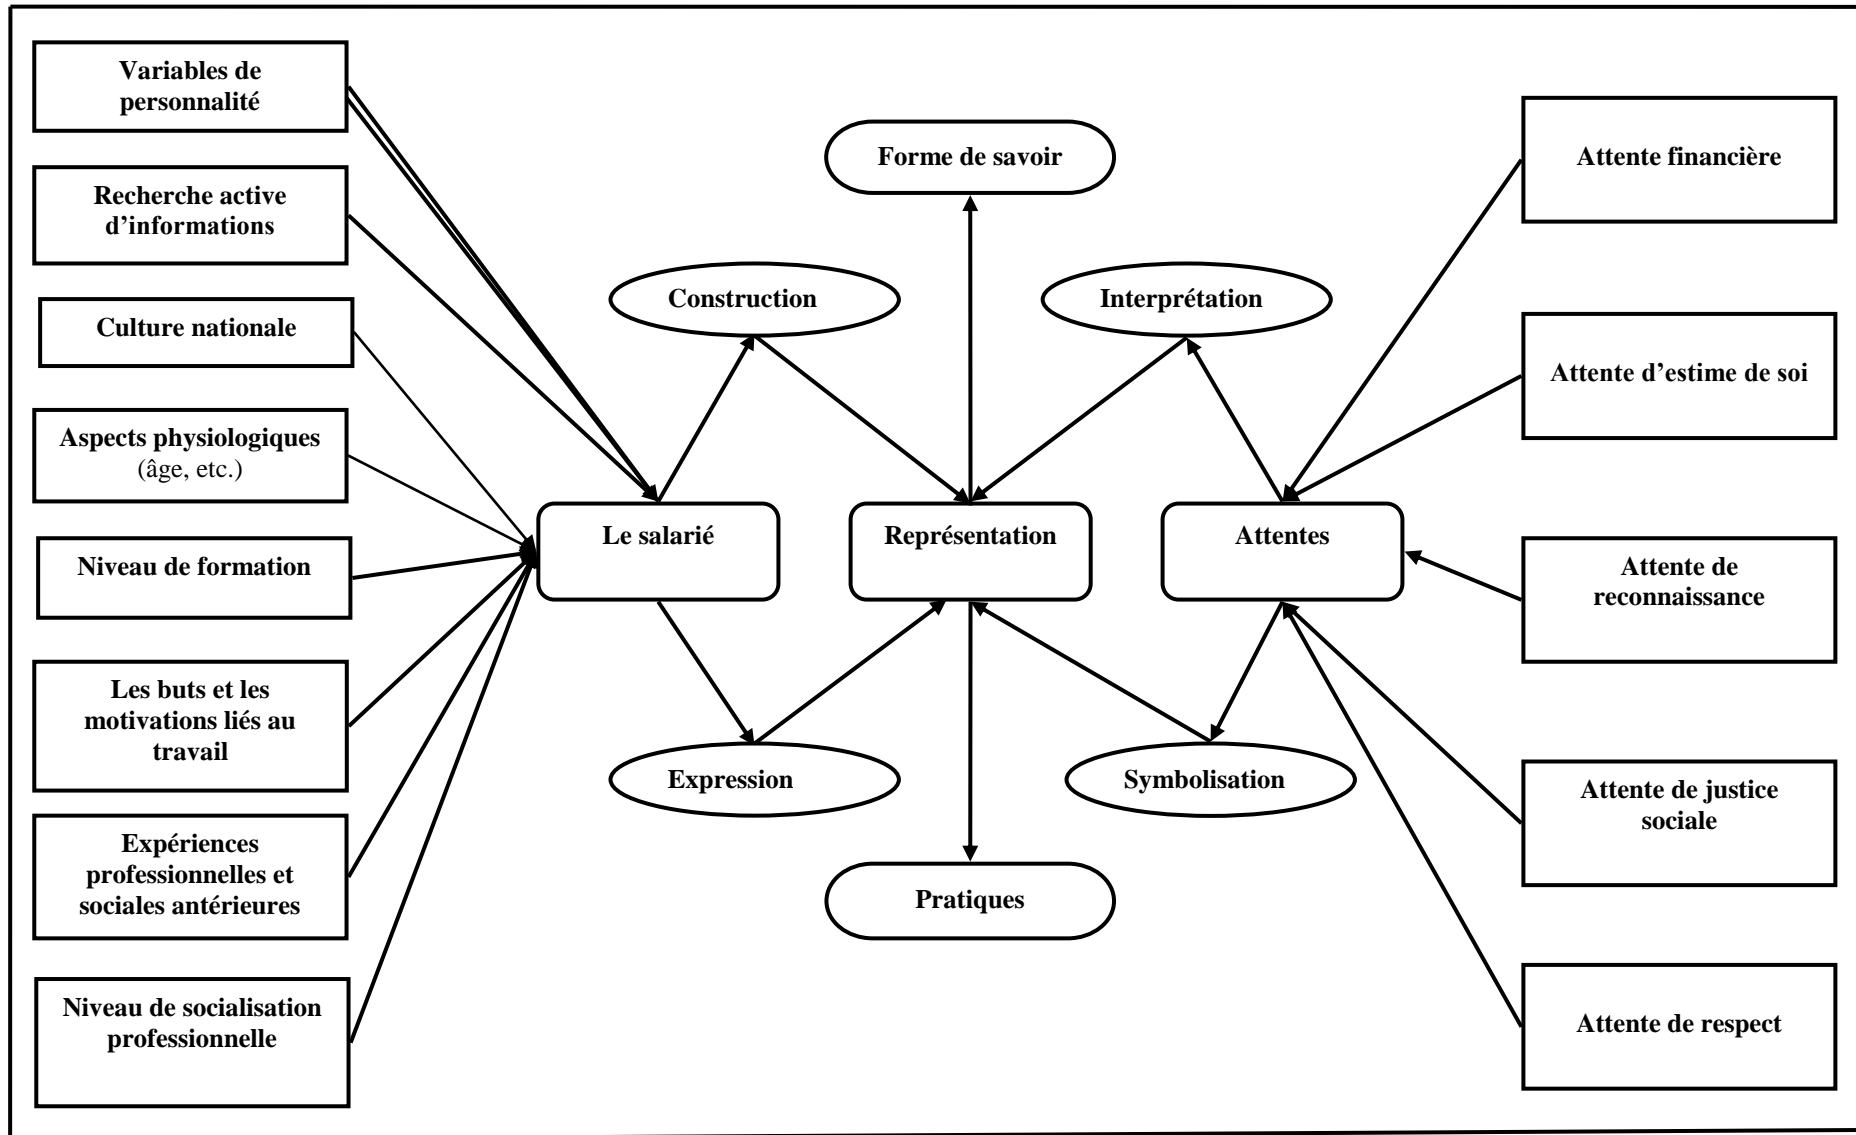 Variables de
personnalité
Recherche active
d’informations
Culture nationale
Aspects physiologiques
(âge, etc.)
Niveau de formation
Les buts et les
motivations liés au
travail
Expériences
professionnelles et
sociales antérieures
Niveau de socialisation
professionnelle
Forme de savoir
Construction
Interprétation
Le salarié
Représentation
Attentes
Expression
Symbolisation
Pratiques
Attente financière
Attente d’estime de soi
Attente de
reconnaissance
Attente de justice
sociale
Attente de respect